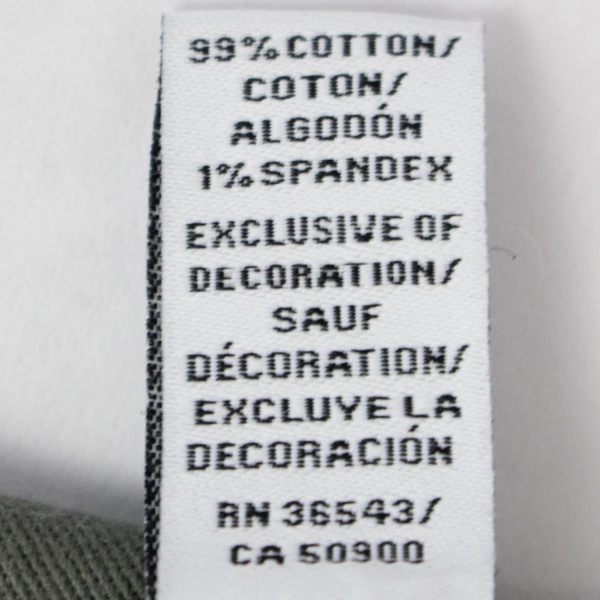 99% COTTON/
COTON/
ALGODÓN
1% SPANDEX
EXCLUSIVE OF
DECORATION/
SAUF
DÉCORATION/
EXCLUYE LA
DECORACIÓN
RN 36543/
CA 50900